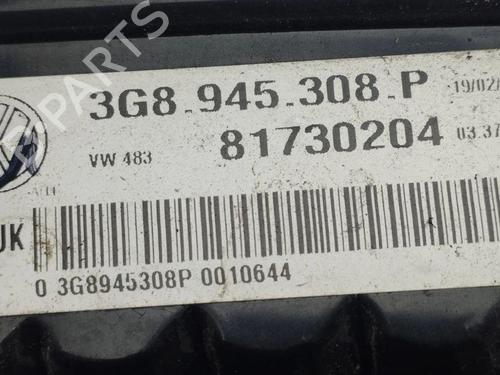 PARTS
3G8.945.308.P
19/02/
VW 483
81730204
03.37
UK
0 3G8945308P 0010644